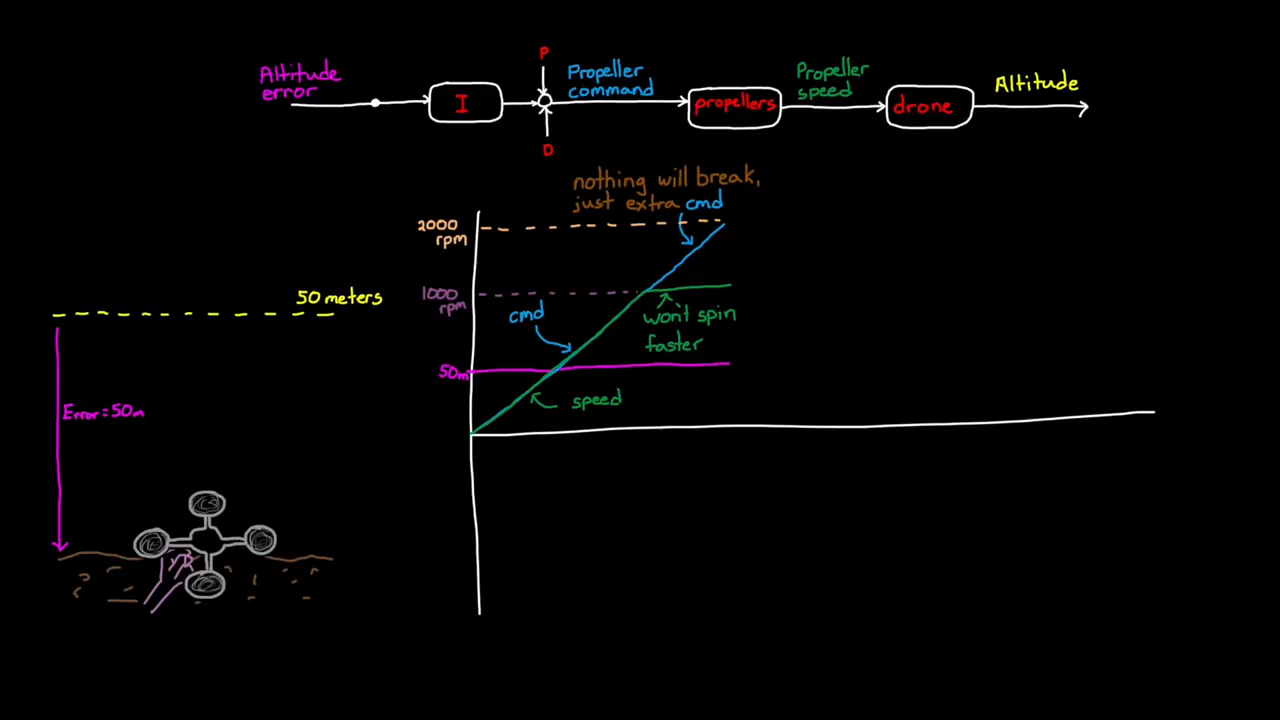 P
Altitude
error
I
Propeller
command
propellers
Propeller
speed
drone
Altitude
D
nothing will break,
just extra cmd
2000
rpm
1000
rpm
cmd
won't spin
faster
50m
speed
50 meters
Error=50m